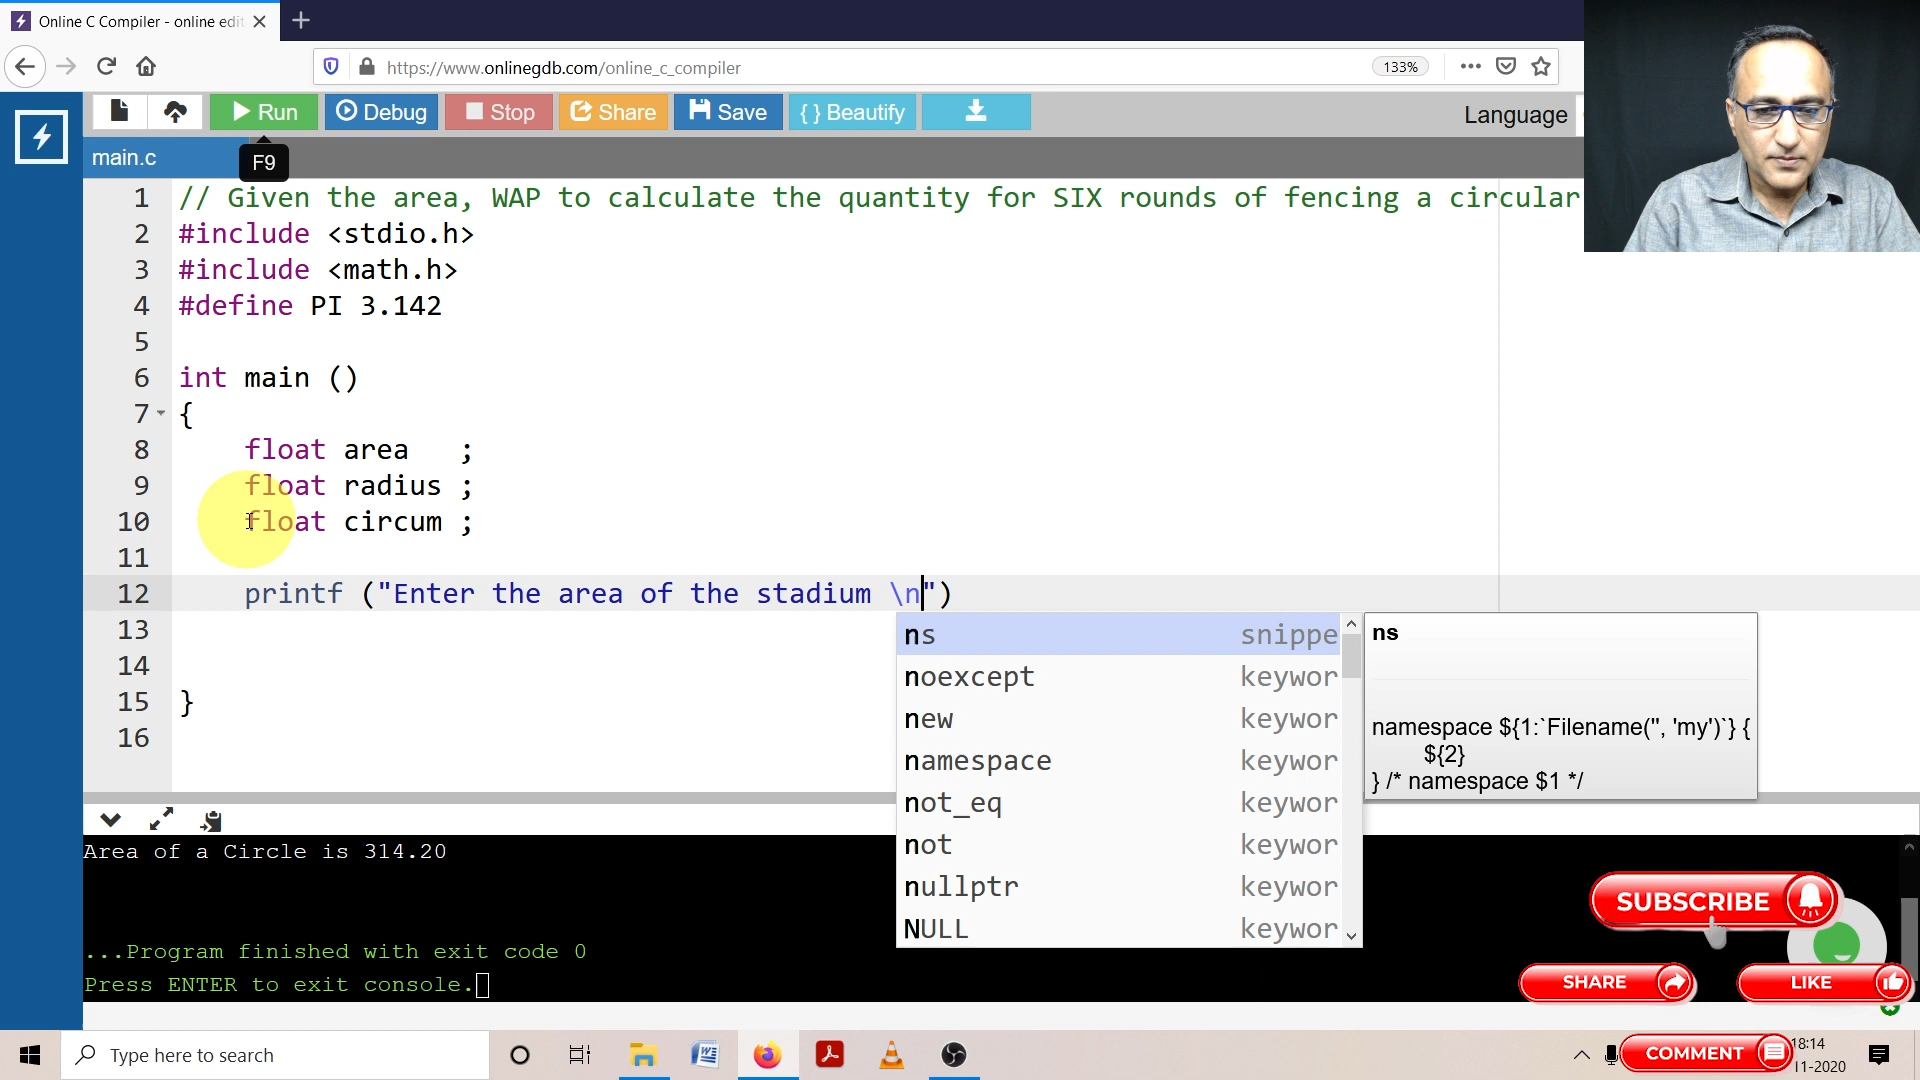 Online C Compiler - online edit
https://www.onlinegdb.com/online_c_compiler
133%
Run
Debug
Stop
Share
Save
{ } Beautify
Language
main.c
F9
1 // Given the area, WAP to calculate the quantity for SIX rounds of fencing a circular
2 #include <stdio.h>
3 #include <math.h>
4 #define PI 3.142
5
6 int main ()
7 {
8 float area ;
9 float radius ;
10 float circum ;
11
12 printf ("Enter the area of the stadium \n")
13
14
15 }
16
ns snippe
noexcept keywor
new keywor
namespace keywor
not_eq keywor
not keywor
nullptr keywor
NULL keywor
ns
namespace ${1:`Filename('', 'my')`} {
${2}
} /* namespace $1 */
Area of a Circle is 314.20
...Program finished with exit code 0
Press ENTER to exit console.
SUBSCRIBE
SHARE
LIKE
COMMENT
Type here to search
18:14
11-2020